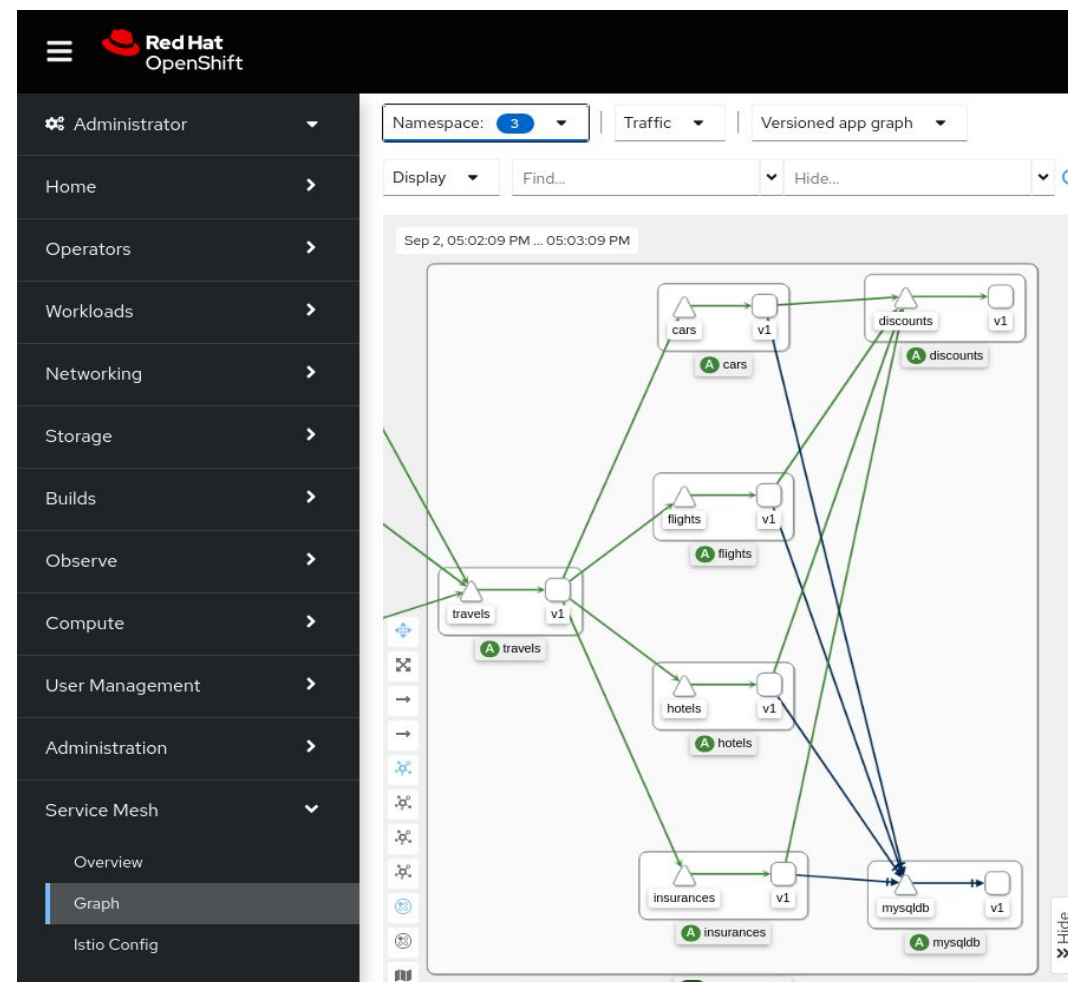 Red Hat
OpenShift
Administrator
Home
Operators
Workloads
Networking
Storage
Builds
Observe
Compute
User Management
Administration
Service Mesh
Overview
Graph
Istio Config
Namespace: 3
Traffic
Versioned app graph
Display
Find...
Hide...
Sep 2, 05:02:09 PM ... 05:03:09 PM
cars
v1
A cars
discounts
v1
A discounts
flights
v1
A flights
travels
v1
A travels
hotels
v1
A hotels
insurances
v1
A insurances
mysqldb
v1
A mysqldb
Hide